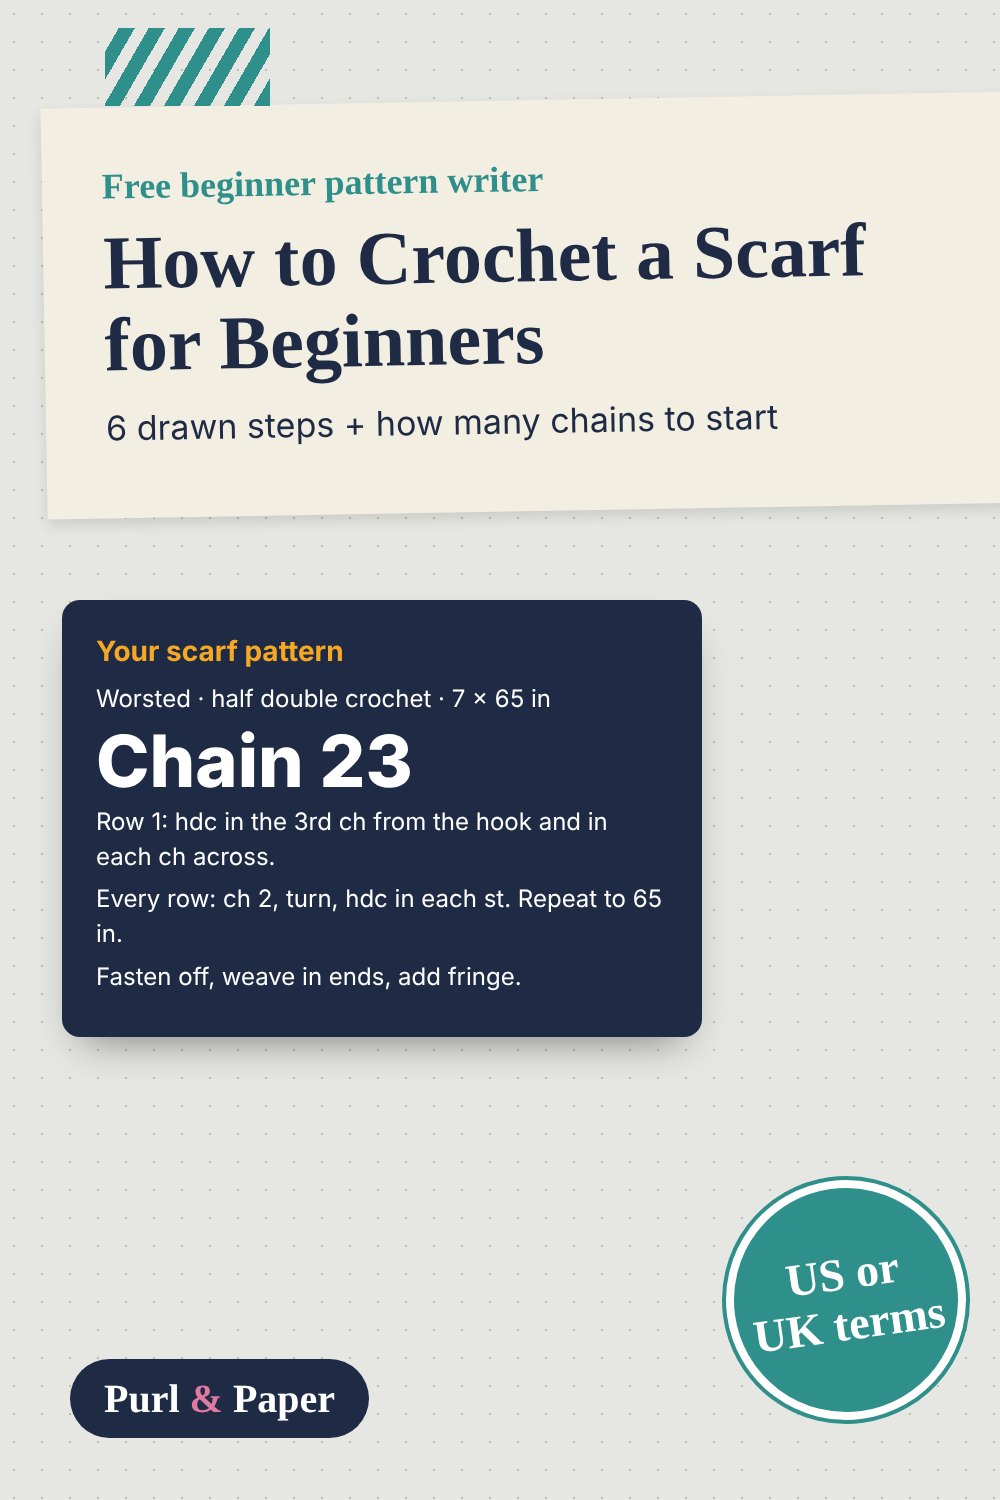 Free beginner pattern writer
How to Crochet a Scarf
for Beginners
6 drawn steps + how many chains to start
Your scarf pattern
Worsted · half double crochet · 7 × 65 in
Chain 23
Row 1: hdc in the 3rd ch from the hook and in
each ch across.
Every row: ch 2, turn, hdc in each st. Repeat to 65
in.
Fasten off, weave in ends, add fringe.
US or
UK terms
Purl & Paper